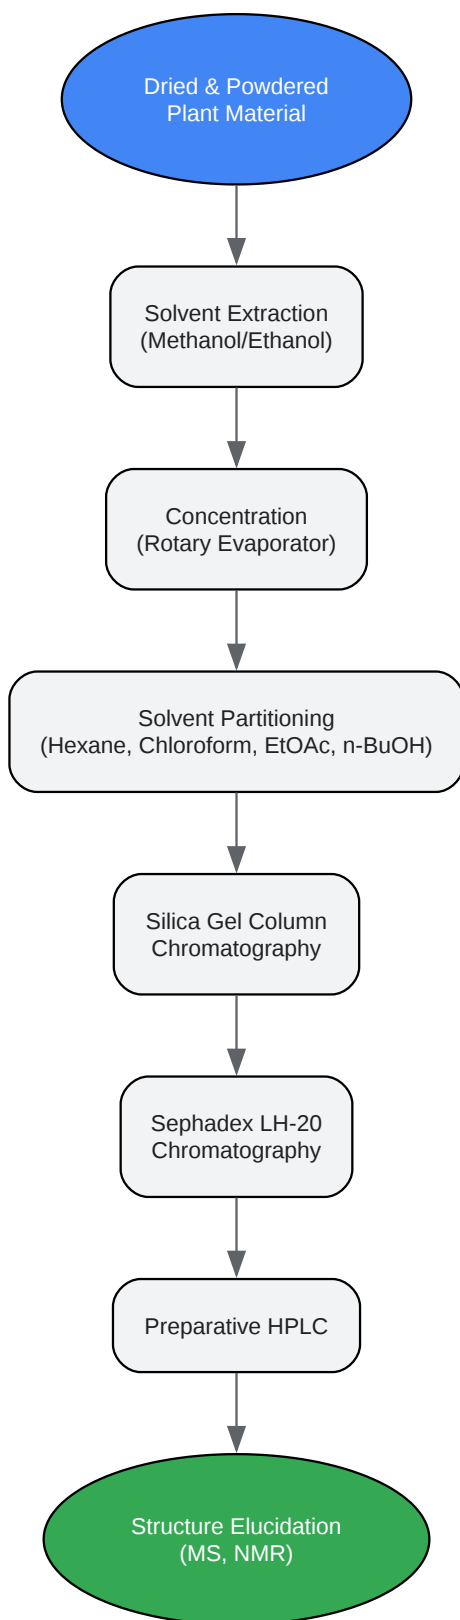 Dried & Powdered
Plant Material
Solvent Extraction
(Methanol/Ethanol)
Concentration
(Rotary Evaporator)
Solvent Partitioning
(Hexane, Chloroform, EtOAc, n-BuOH)
Silica Gel Column
Chromatography
Sephadex LH-20
Chromatography
Preparative HPLC
Structure Elucidation
(MS, NMR)